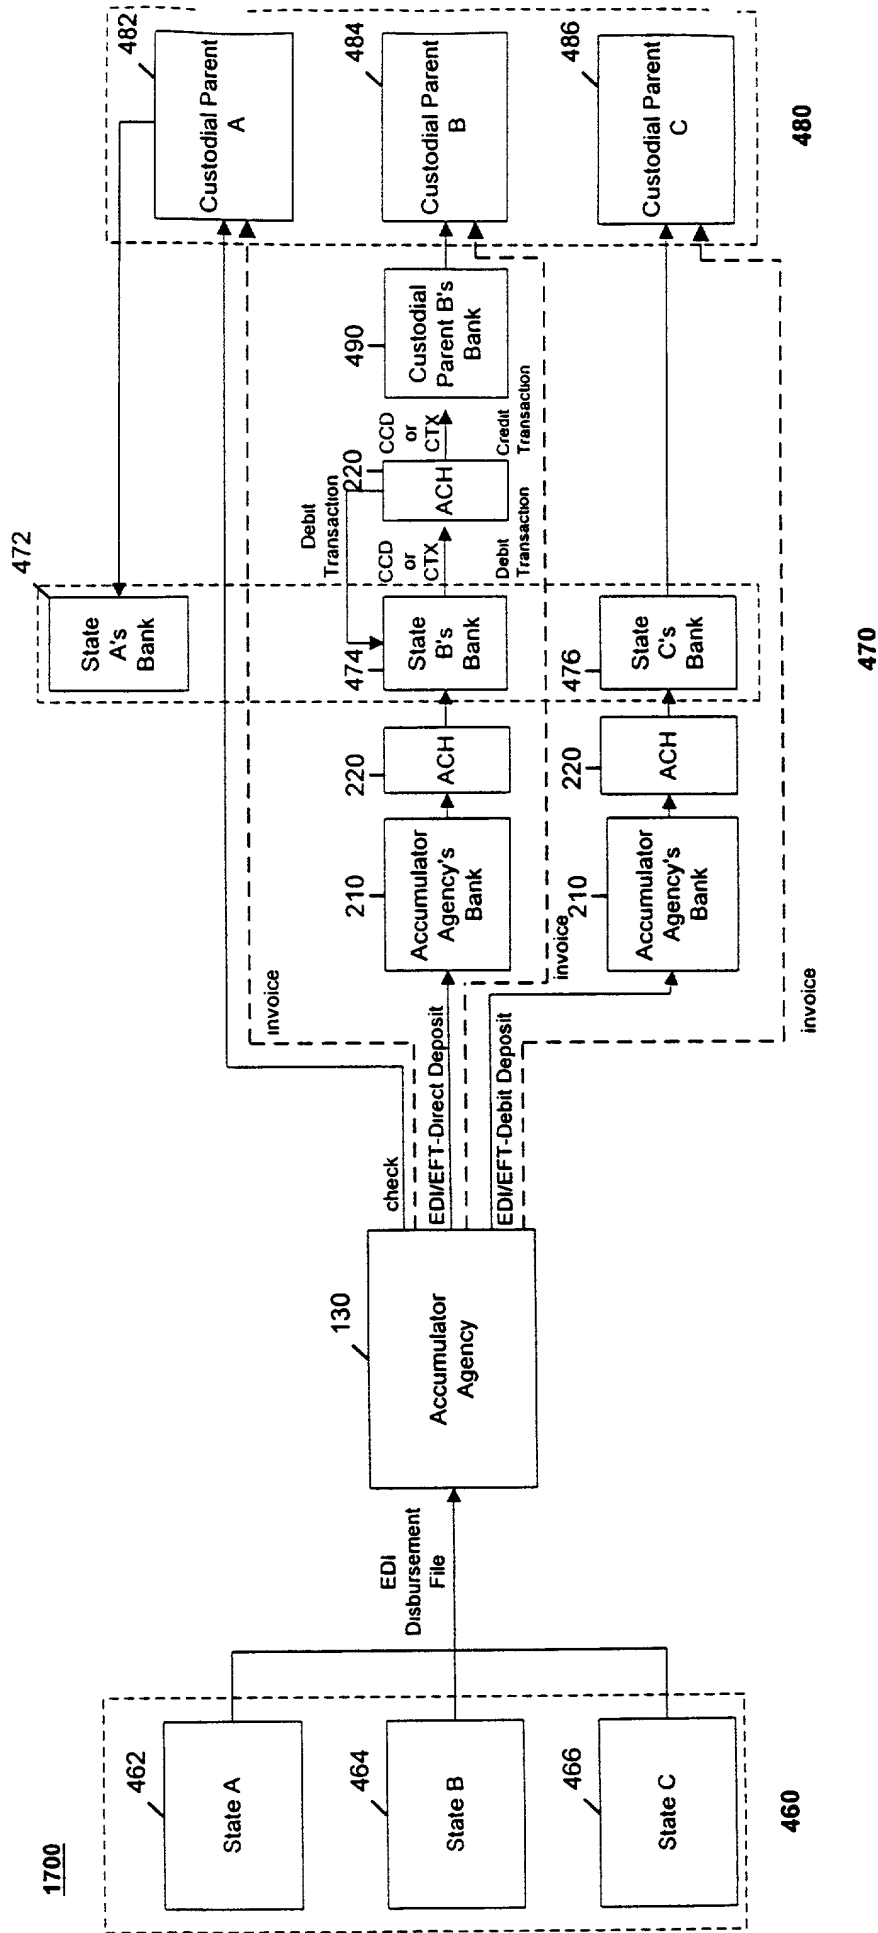 1700
462
State A
464
State B
466
State C
460
EDI
Disbursement
File
130
Accumulator
Agency
check
invoice
EDI/EFT-Direct Deposit
invoice
EDI/EFT-Debit Deposit
invoice
210
Accumulator
Agency's
Bank
220
ACH
210
Accumulator
Agency's
Bank
220
ACH
472
State
A's
Bank
474
State
B's
Bank
476
State
C's
Bank
470
Debit
Transaction
CCD
or
CTX
Debit
Transaction
220
ACH
CCD
or
CTX
Credit
Transaction
490
Custodial
Parent B's
Bank
482
Custodial Parent
A
484
Custodial Parent
B
486
Custodial Parent
C
480